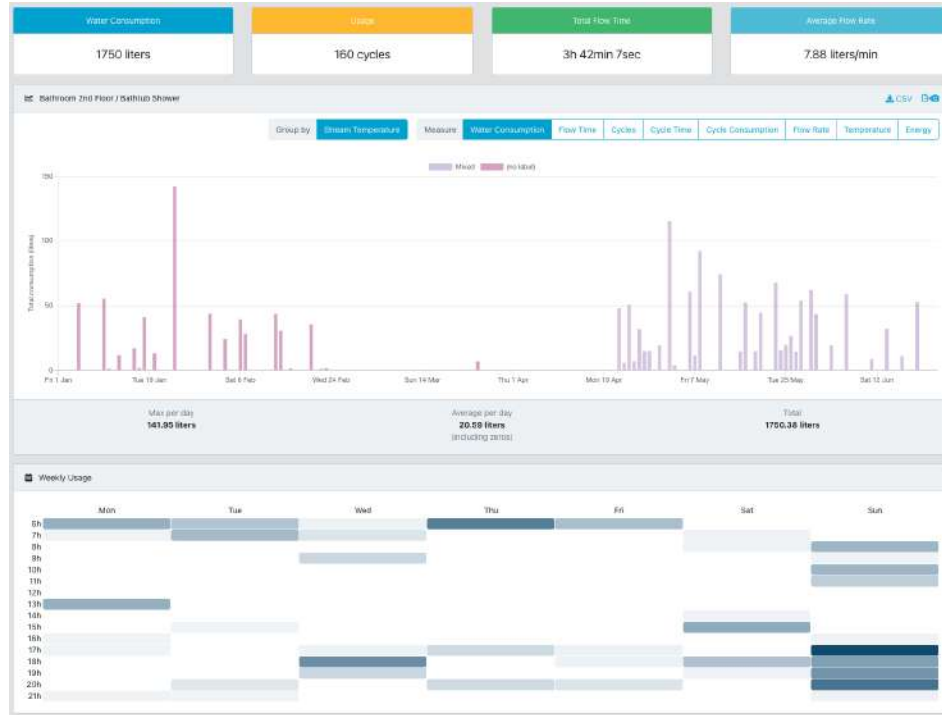 Water Consumption
1750 liters
Usage
160 cycles
Total Flow Time
3h 42min 7sec
Average Flow Rate
7.88 liters/min
Bathroom 2nd Floor / Bathtub Shower
CSV
Group by Stream Temperature Measure Water Consumption Flow Time Cycles Cycle Time Cycle Consumption Flow Rate Temperature Energy
Mixed (no label)
Total consumption (liters)
150
100
50
0
Fri 1 Jan Tue 19 Jan Sat 6 Feb Wed 24 Feb Sun 14 Mar Thu 1 Apr Mon 19 Apr Fri 7 May Tue 25 May Sat 12 Jun
Max per day
141.95 liters
Average per day
20.59 liters
(including zeros)
Total
1750.38 liters
Weekly Usage
Mon Tue Wed Thu Fri Sat Sun
6h
7h
8h
9h
10h
11h
12h
13h
14h
15h
16h
17h
18h
19h
20h
21h